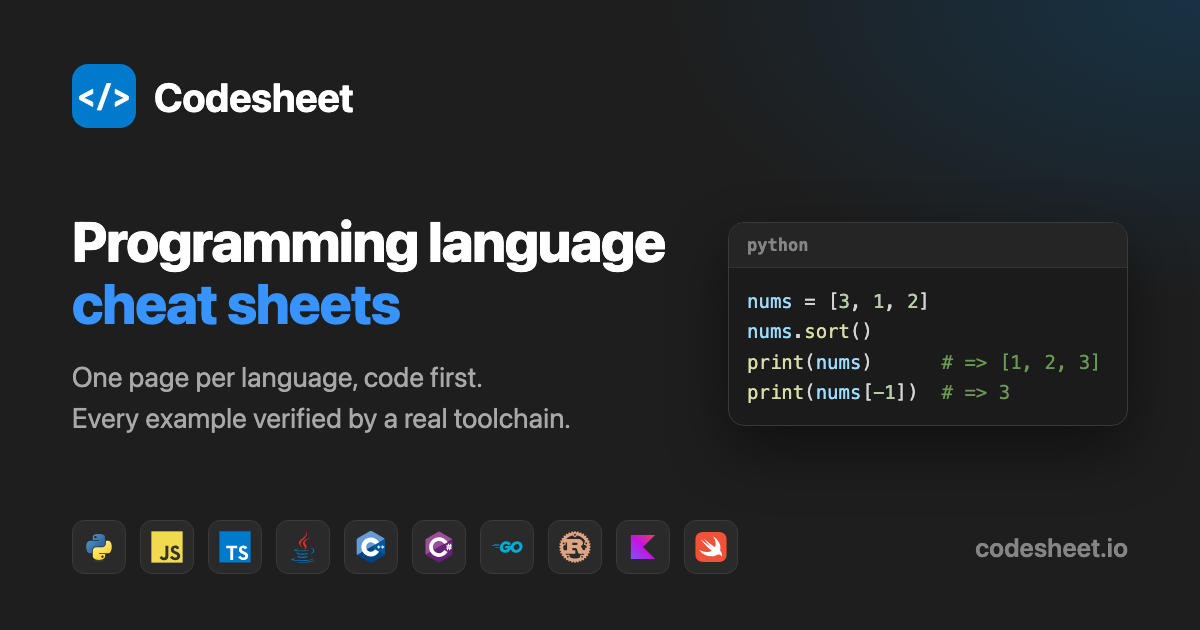 </> Codesheet
Programming language
cheat sheets
One page per language, code first.
Every example verified by a real toolchain.
python
nums = [3, 1, 2]
nums.sort()
print(nums)      # => [1, 2, 3]
print(nums[-1])  # => 3
JS
TS
C++
C#
GO
R
codesheet.io